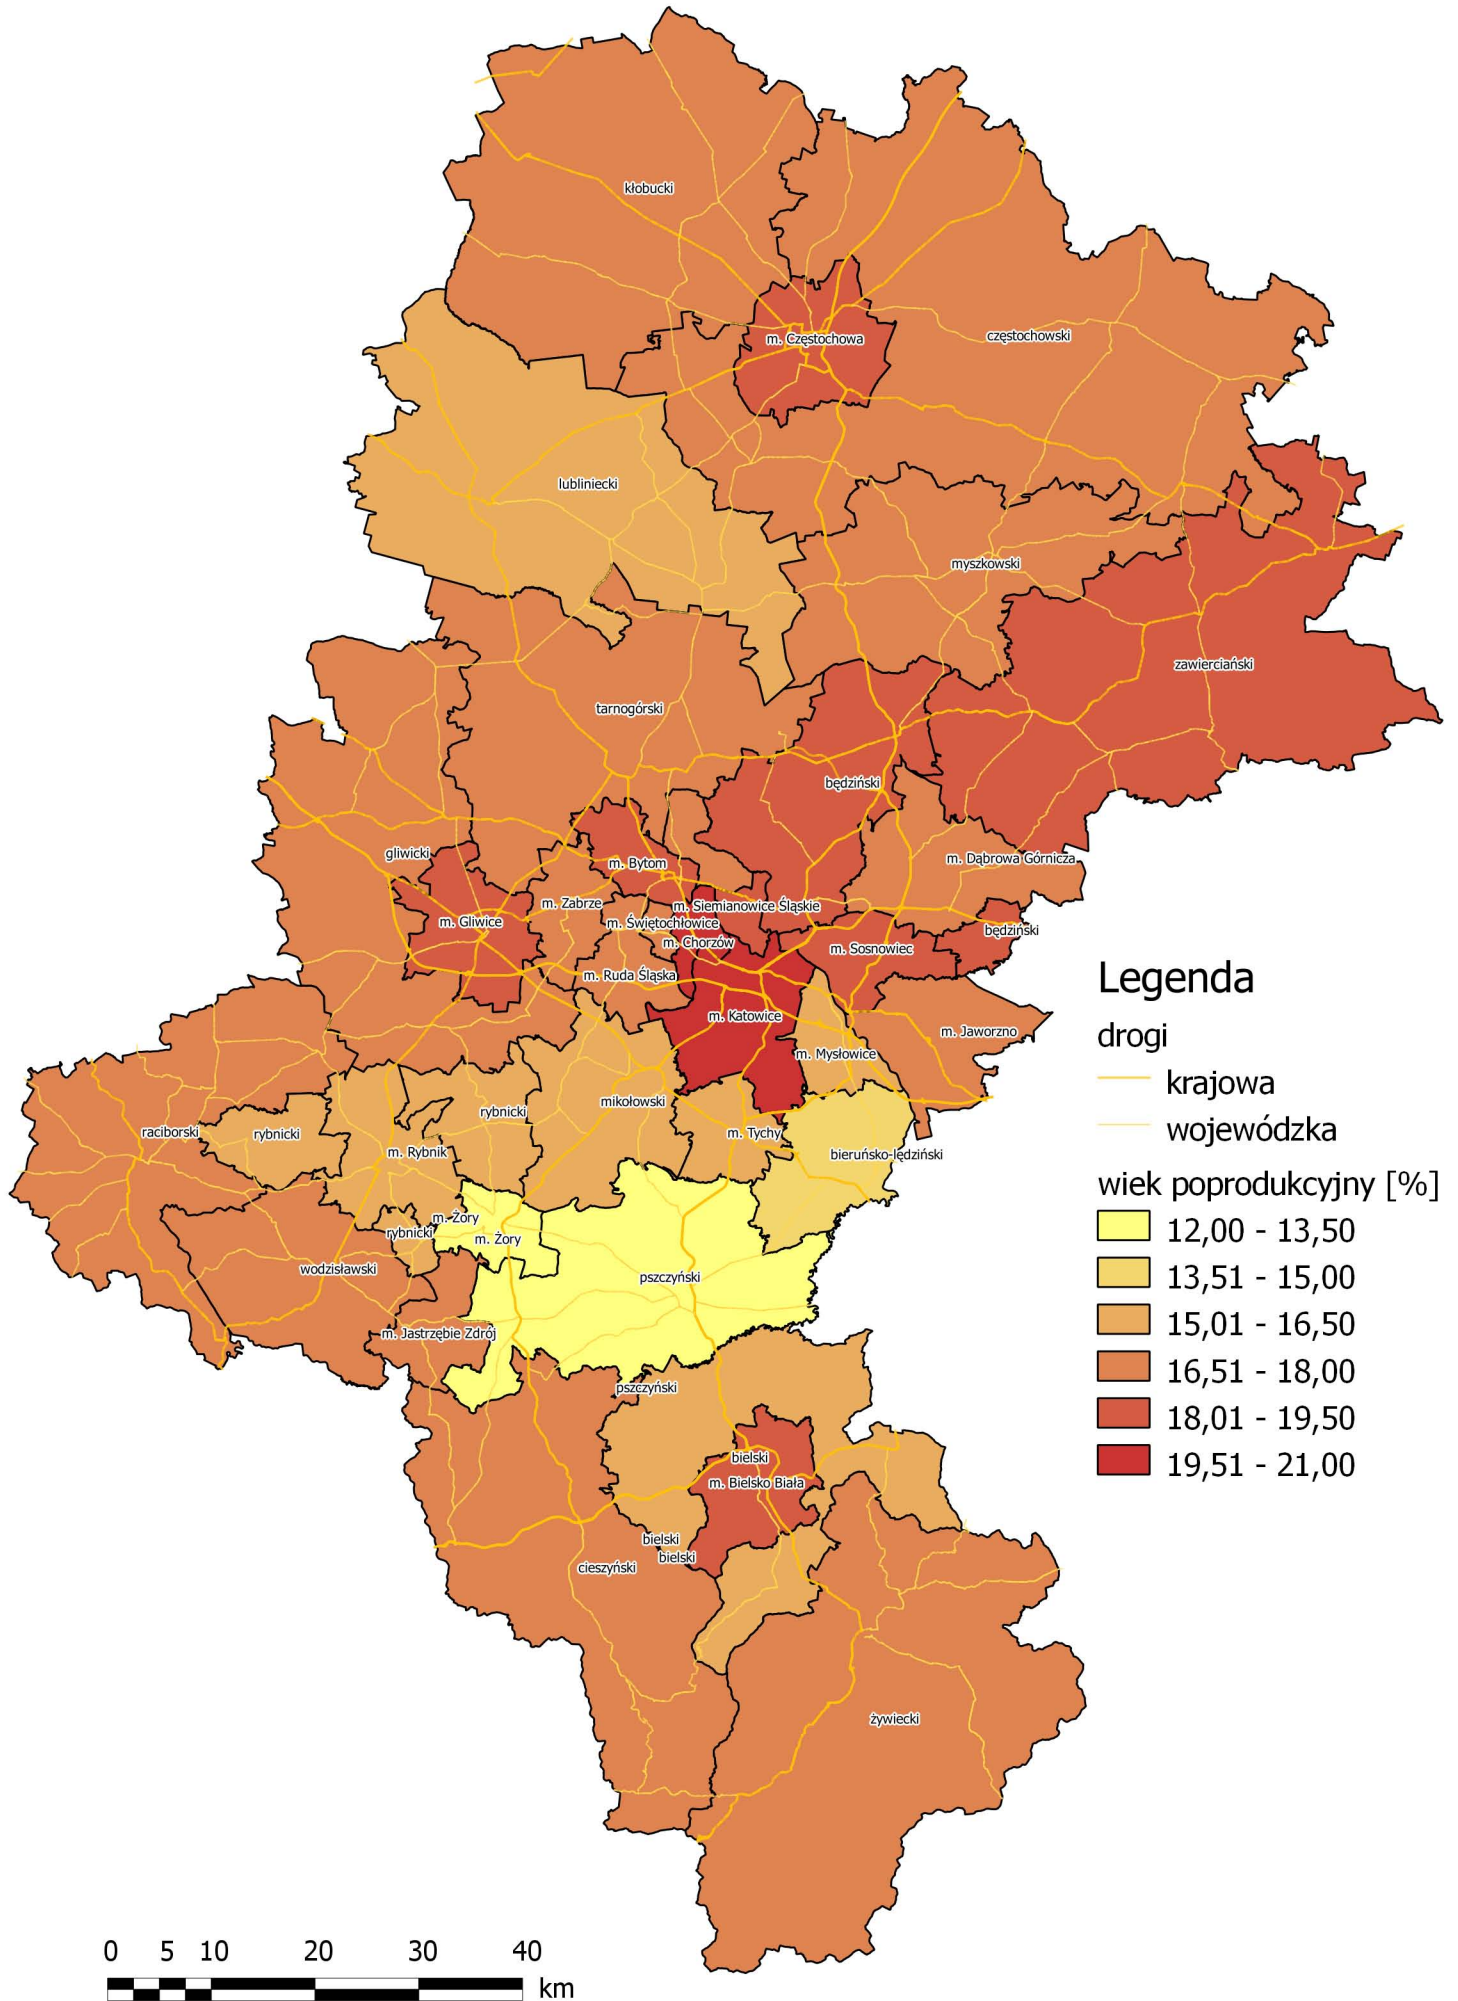 kłobucki
m. Częstochowa
częstochowski
lubliniecki
myszkowski
zawierciański
tarnogórski
będziński
gliwicki
m. Bytom
m. Dąbrowa Górnicza
m. Zabrze
m. Siemianowice Śląskie
m. Gliwice
m. Świętochłowice
będziński
m. Chorzów
m. Sosnowiec
m. Ruda Śląska
m. Katowice
m. Jaworzno
m. Mysłowice
mikołowski
rybnicki
raciborski
rybnicki
m. Tychy
m. Rybnik
bieruńsko-lędziński
m. Żory
rybnicki
m. Żory
wodzisławski
pszczyński
m. Jastrzębie Zdrój
pszczyński
bielski
m. Bielsko Biała
bielski
bielski
cieszyński
żywiecki
Legenda
drogi
krajowa
wojewódzka
wiek poprodukcyjny [%]
12,00 - 13,50
13,51 - 15,00
15,01 - 16,50
16,51 - 18,00
18,01 - 19,50
19,51 - 21,00
0 5 10 20 30 40
km